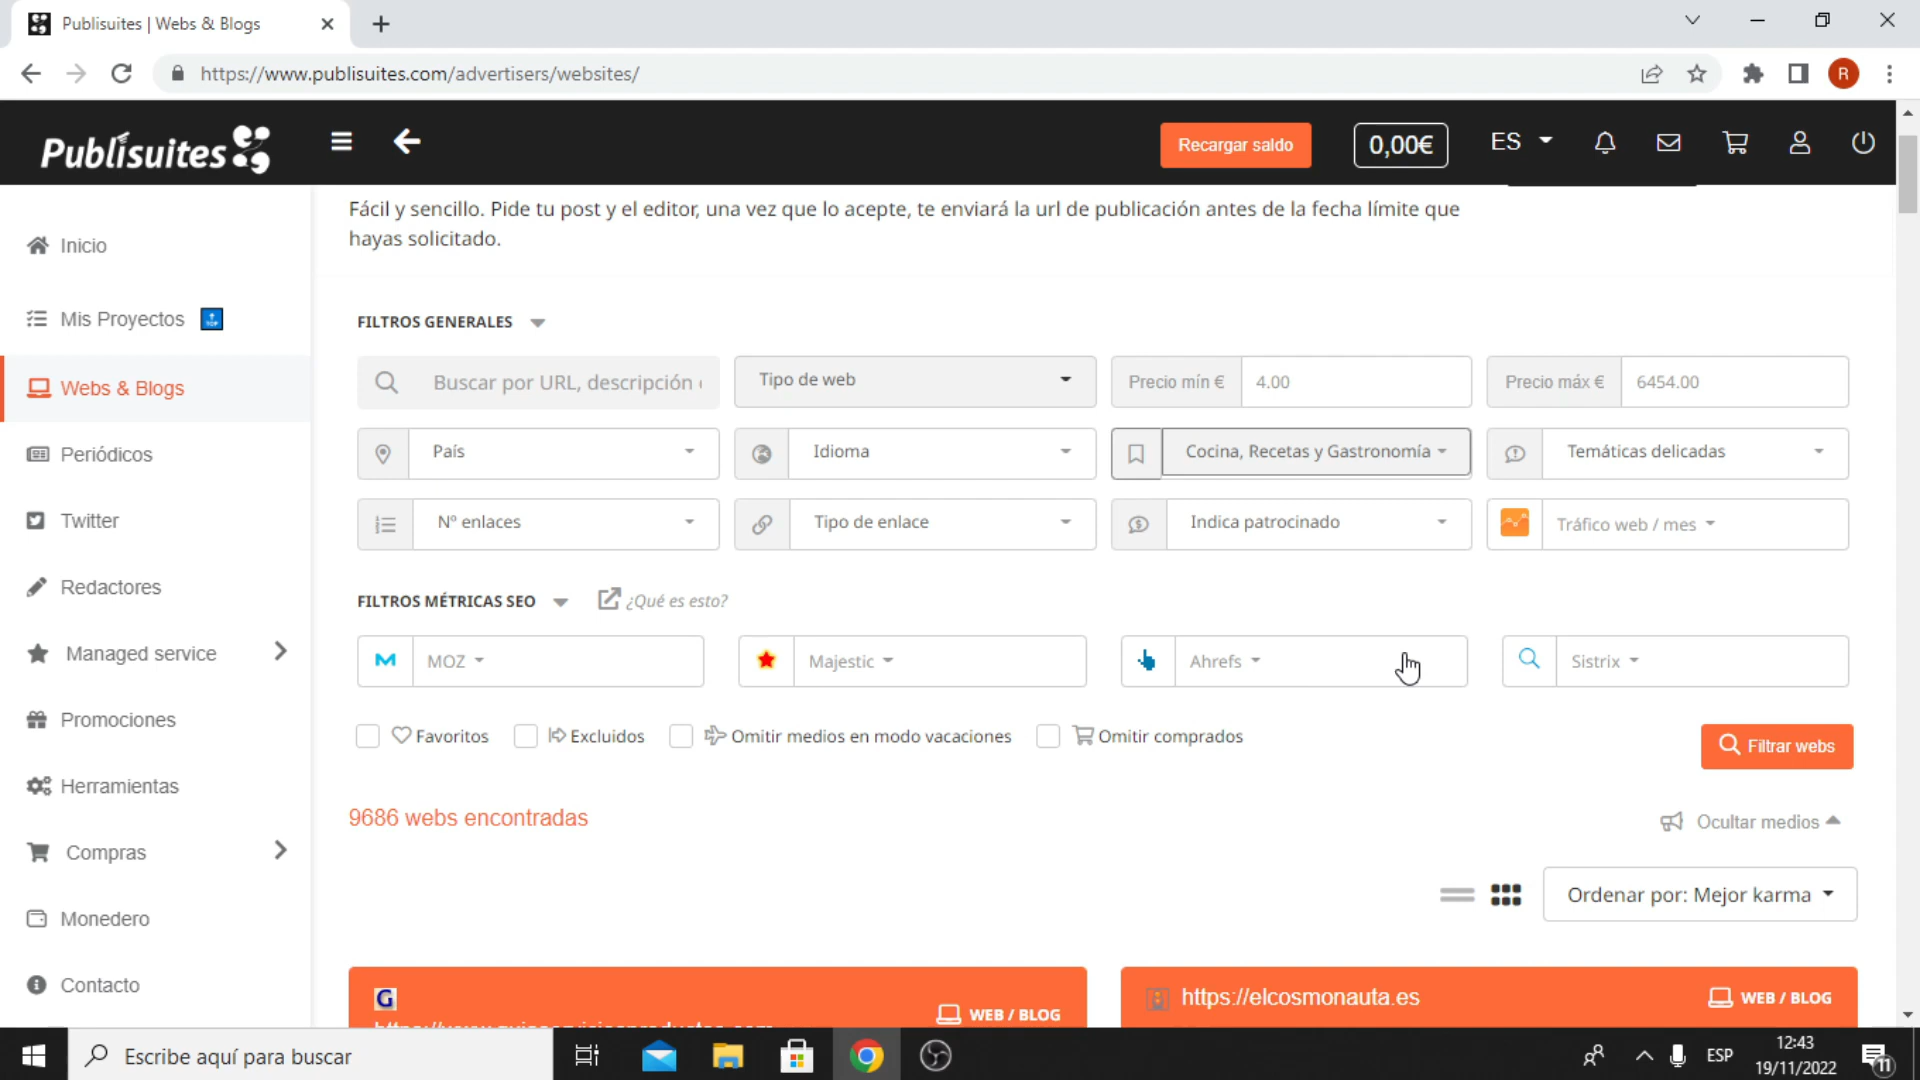 Publisuites | Webs & Blogs
https://www.publisuites.com/advertisers/websites/
R
Publisuites
Recargar saldo
0,00€
ES
Fácil y sencillo. Pide tu post y el editor, una vez que lo acepte, te enviará la url de publicación antes de la fecha límite que
hayas solicitado.
Inicio
Mis Proyectos
TOP
Webs & Blogs
Periódicos
Twitter
Redactores
Managed service
Promociones
Herramientas
Compras
Monedero
Contacto
FILTROS GENERALES
Buscar por URL, descripción
Tipo de web
Precio mín €
4.00
Precio máx €
6454.00
País
Idioma
Cocina, Recetas y Gastronomía
Temáticas delicadas
Nº enlaces
Tipo de enlace
Indica patrocinado
Tráfico web / mes
FILTROS MÉTRICAS SEO
¿Qué es esto?
MOZ
Majestic
Ahrefs
Sistrix
Favoritos
Excluidos
Omitir medios en modo vacaciones
Omitir comprados
Filtrar webs
9686 webs encontradas
Ocultar medios
Ordenar por: Mejor karma
G
WEB / BLOG
https://elcosmonauta.es
WEB / BLOG
Escribe aquí para buscar
ESP
12:43
19/11/2022
11